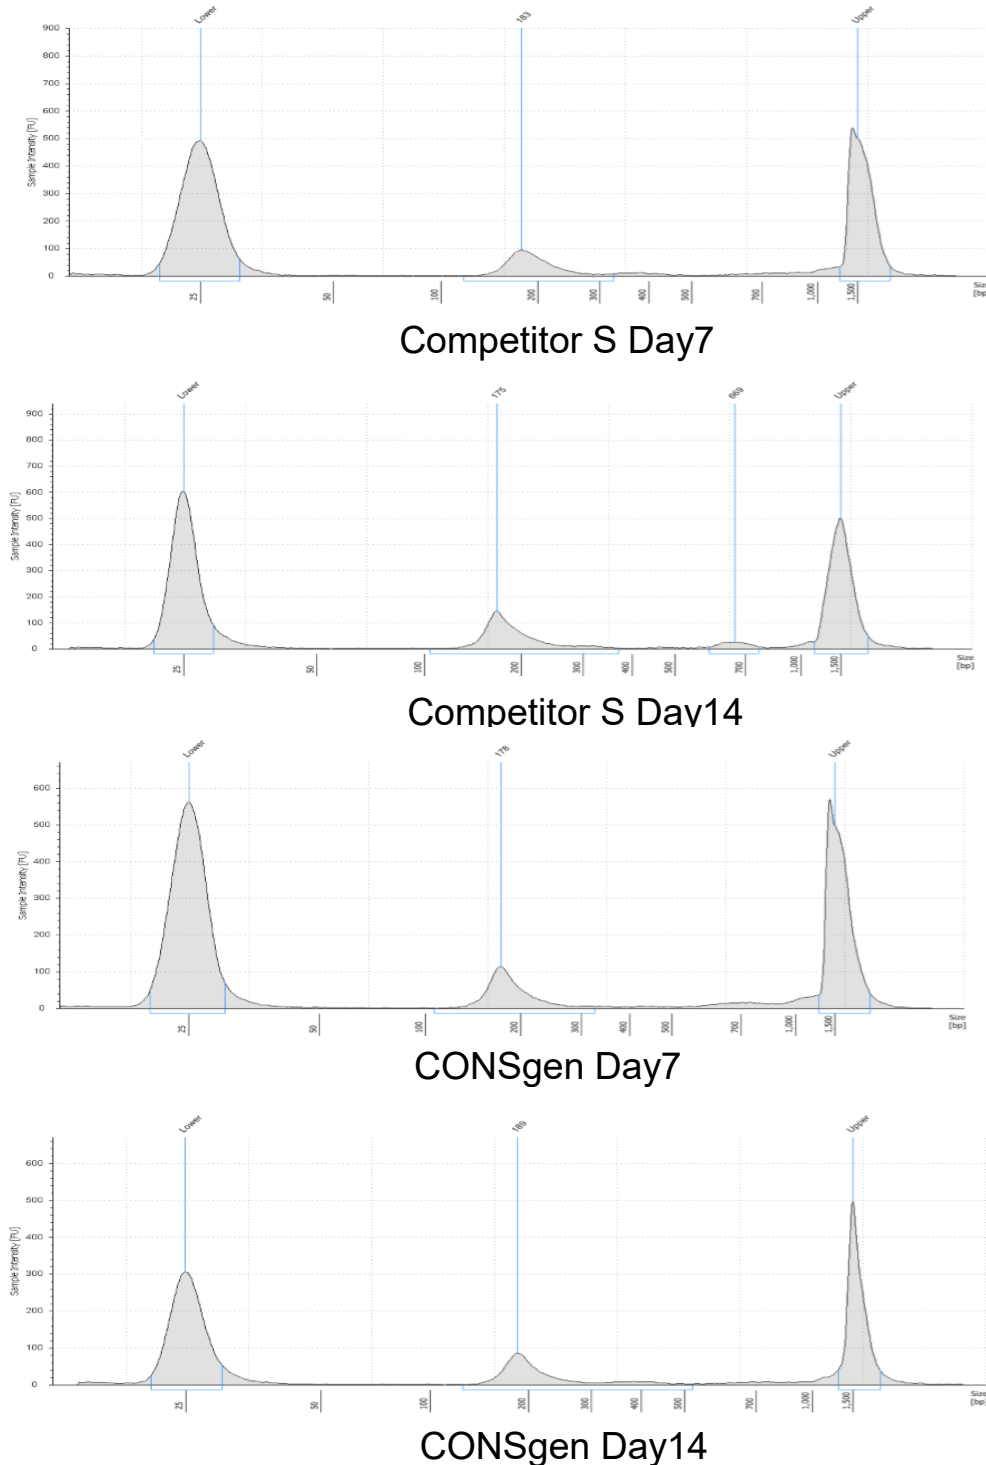 Lower 183 Upper
900
800
700
600
500
400
300
200
100
0
Sample Intensity [FU]
25 50 100 200 300 400 500 700 1,000 1,500
Size
[bp]
Competitor S Day7
Lower 175 669 Upper
900
800
700
600
500
400
300
200
100
0
Sample Intensity [FU]
25 50 100 200 300 400 500 700 1,000 1,500
Size
[bp]
Competitor S Day14
Lower 178 Upper
600
500
400
300
200
100
0
Sample Intensity [FU]
25 50 100 200 300 400 500 700 1,000 1,500
Size
[bp]
CONSgen Day7
Lower 189 Upper
600
500
400
300
200
100
0
Sample Intensity [FU]
25 50 100 200 300 400 500 700 1,000 1,500
Size
[bp]
CONSgen Day14